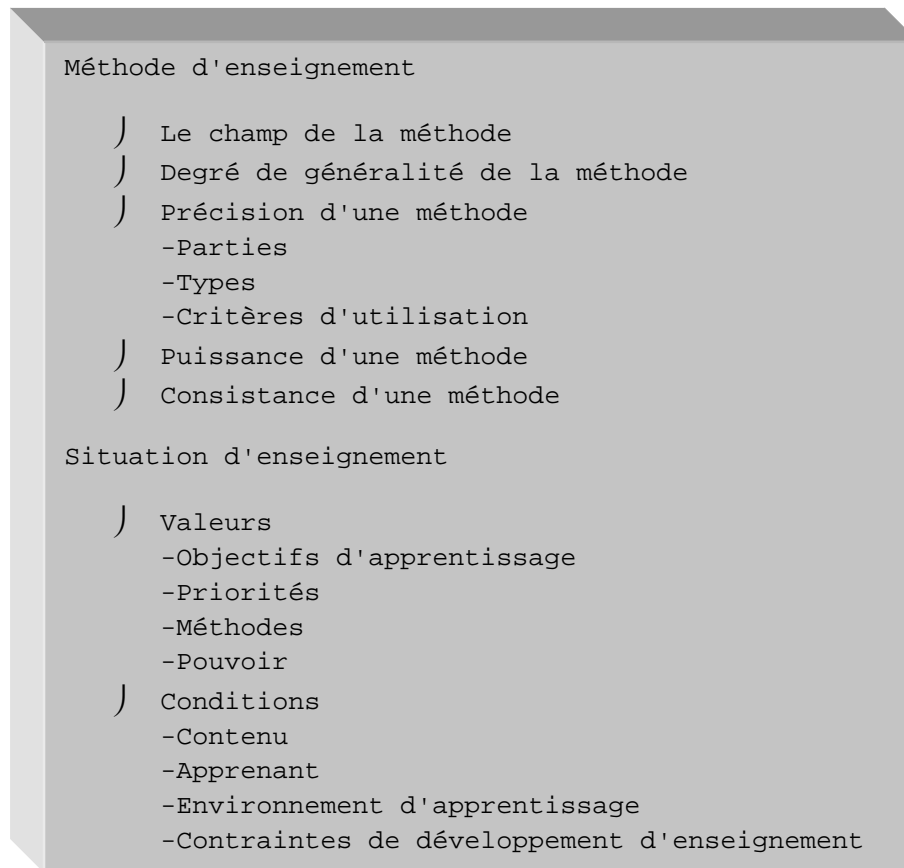 Méthode d'enseignement
⎭ Le champ de la méthode
⎭ Degré de généralité de la méthode
⎭ Précision d'une méthode
-Parties
-Types
-Critères d'utilisation
⎭ Puissance d'une méthode
⎭ Consistance d'une méthode
Situation d'enseignement
⎭ Valeurs
-Objectifs d'apprentissage
-Priorités
-Méthodes
-Pouvoir
⎭ Conditions
-Contenu
-Apprenant
-Environnement d'apprentissage
-Contraintes de développement d'enseignement